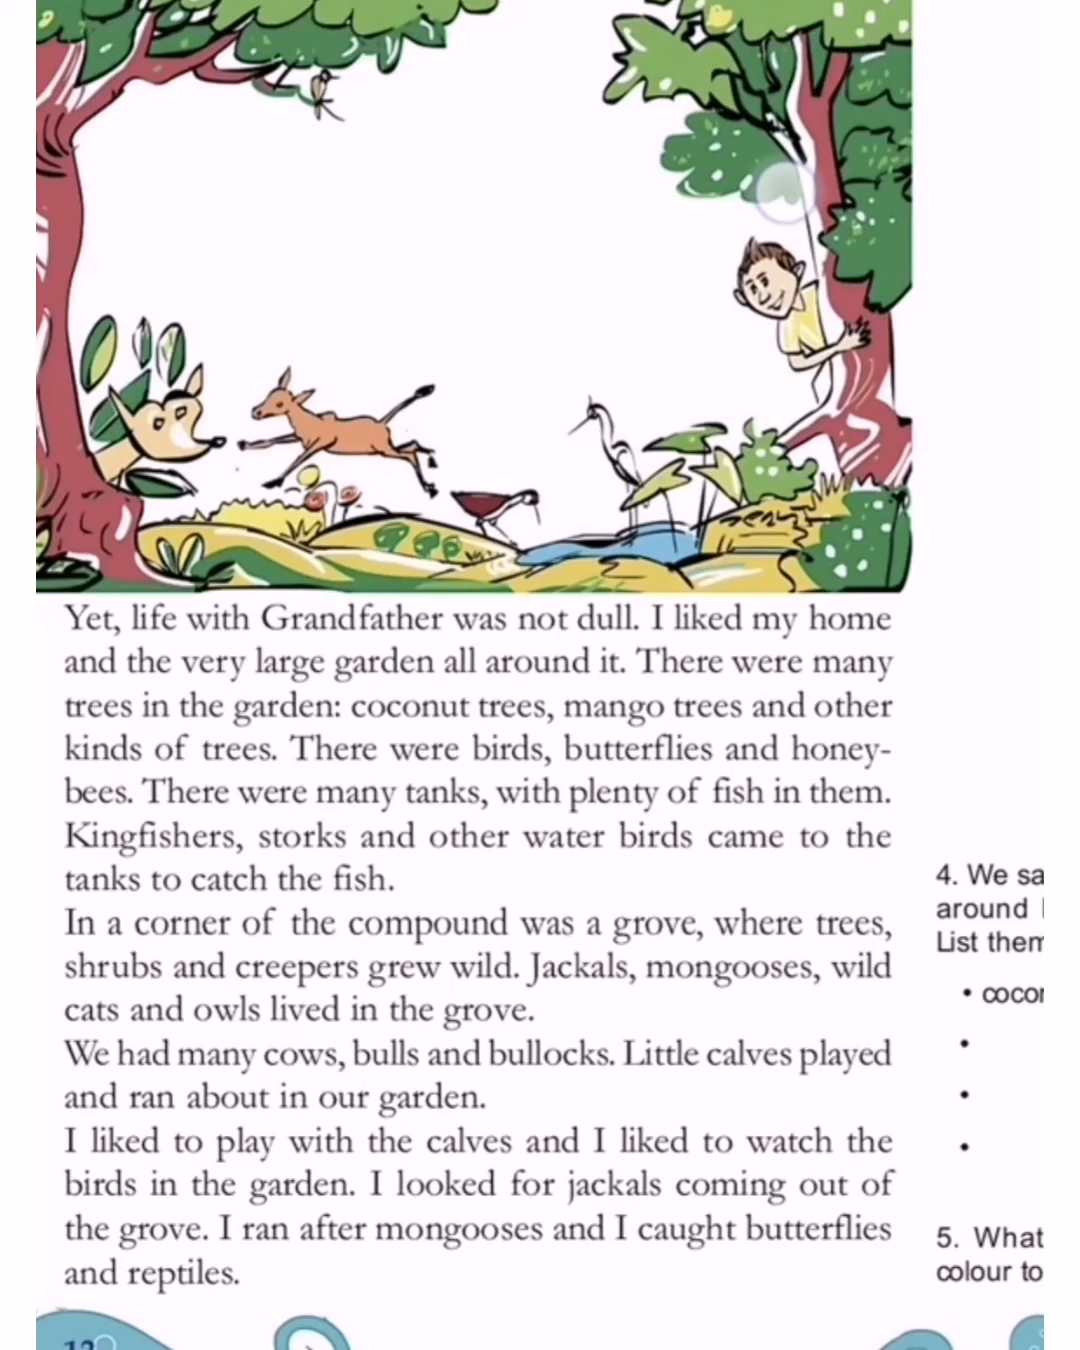 Yet, life with Grandfather was not dull. I liked my home
and the very large garden all around it. There were many
trees in the garden: coconut trees, mango trees and other
kinds of trees. There were birds, butterflies and honey-
bees. There were many tanks, with plenty of fish in them.
Kingfishers, storks and other water birds came to the
tanks to catch the fish.
In a corner of the compound was a grove, where trees,
shrubs and creepers grew wild. Jackals, mongooses, wild
cats and owls lived in the grove.
We had many cows, bulls and bullocks. Little calves played
and ran about in our garden.
I liked to play with the calves and I liked to watch the
birds in the garden. I looked for jackals coming out of
the grove. I ran after mongooses and I caught butterflies
and reptiles.
4. We sa
around
List them
• cocon
•
•
•
5. What
colour to